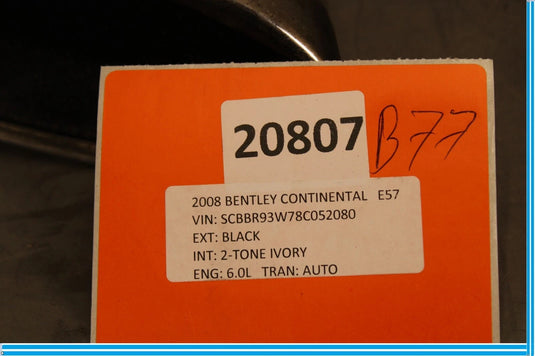 20807 B77
2008 BENTLEY CONTINENTAL E57
VIN: SCBBR93W78C052080
EXT: BLACK
INT: 2-TONE IVORY
ENG: 6.0L TRAN: AUTO